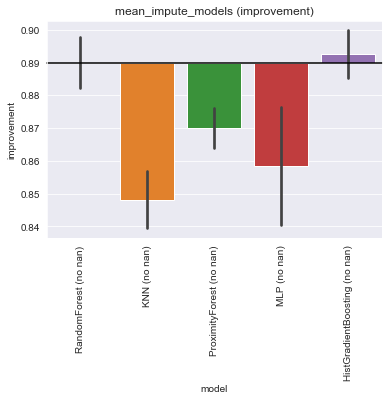 mean_impute_models (improvement)
0.90
0.89
0.88
0.87
0.86
0.85
0.84
improvement
RandomForest (no nan)
KNN (no nan)
ProximityForest (no nan)
MLP (no nan)
HistGradientBoosting (no nan)
model